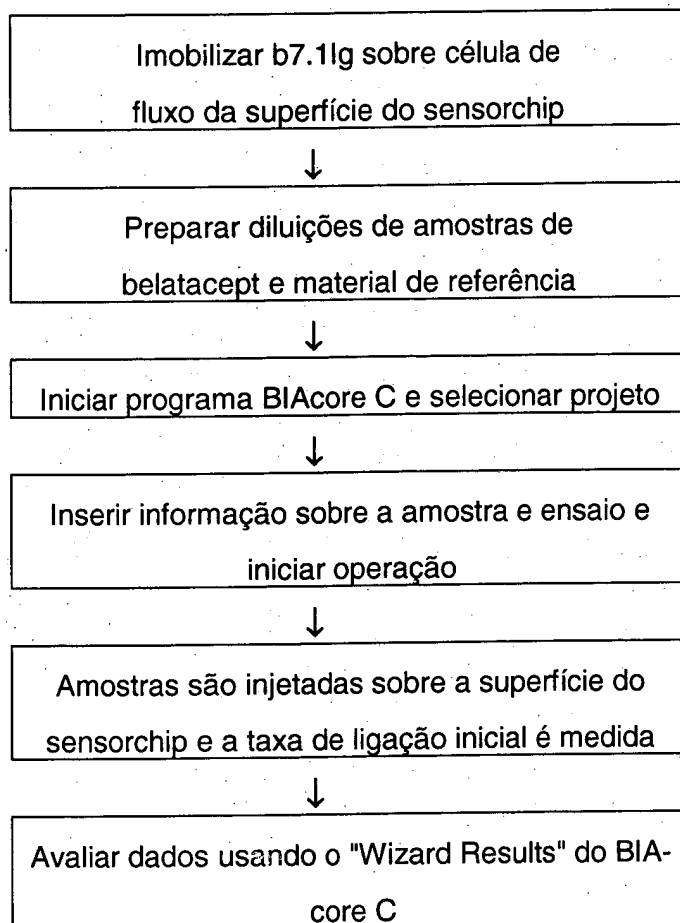 Imobilizar b7.1Ig sobre célula de
fluxo da superfície do sensorchip
↓
Preparar diluições de amostras de
belatacept e material de referência
↓
Iniciar programa BIAcore C e selecionar projeto
↓
Inserir informação sobre a amostra e ensaio e
iniciar operação
↓
Amostras são injetadas sobre a superfície do
sensorchip e a taxa de ligação inicial é medida
↓
Avaliar dados usando o "Wizard Results" do BIA-
core C